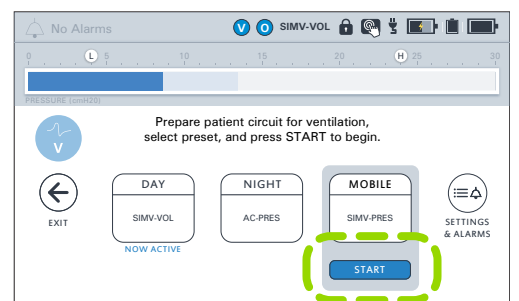 No Alarms
V O SIMV-VOL
0 L 5 10 15 20 H 25 30
PRESSURE (cmH20)
Prepare patient circuit for ventilation,
select preset, and press START to begin.
V
EXIT
DAY
SIMV-VOL
NOW ACTIVE
NIGHT
AC-PRES
MOBILE
SIMV-PRES
START
SETTINGS
& ALARMS